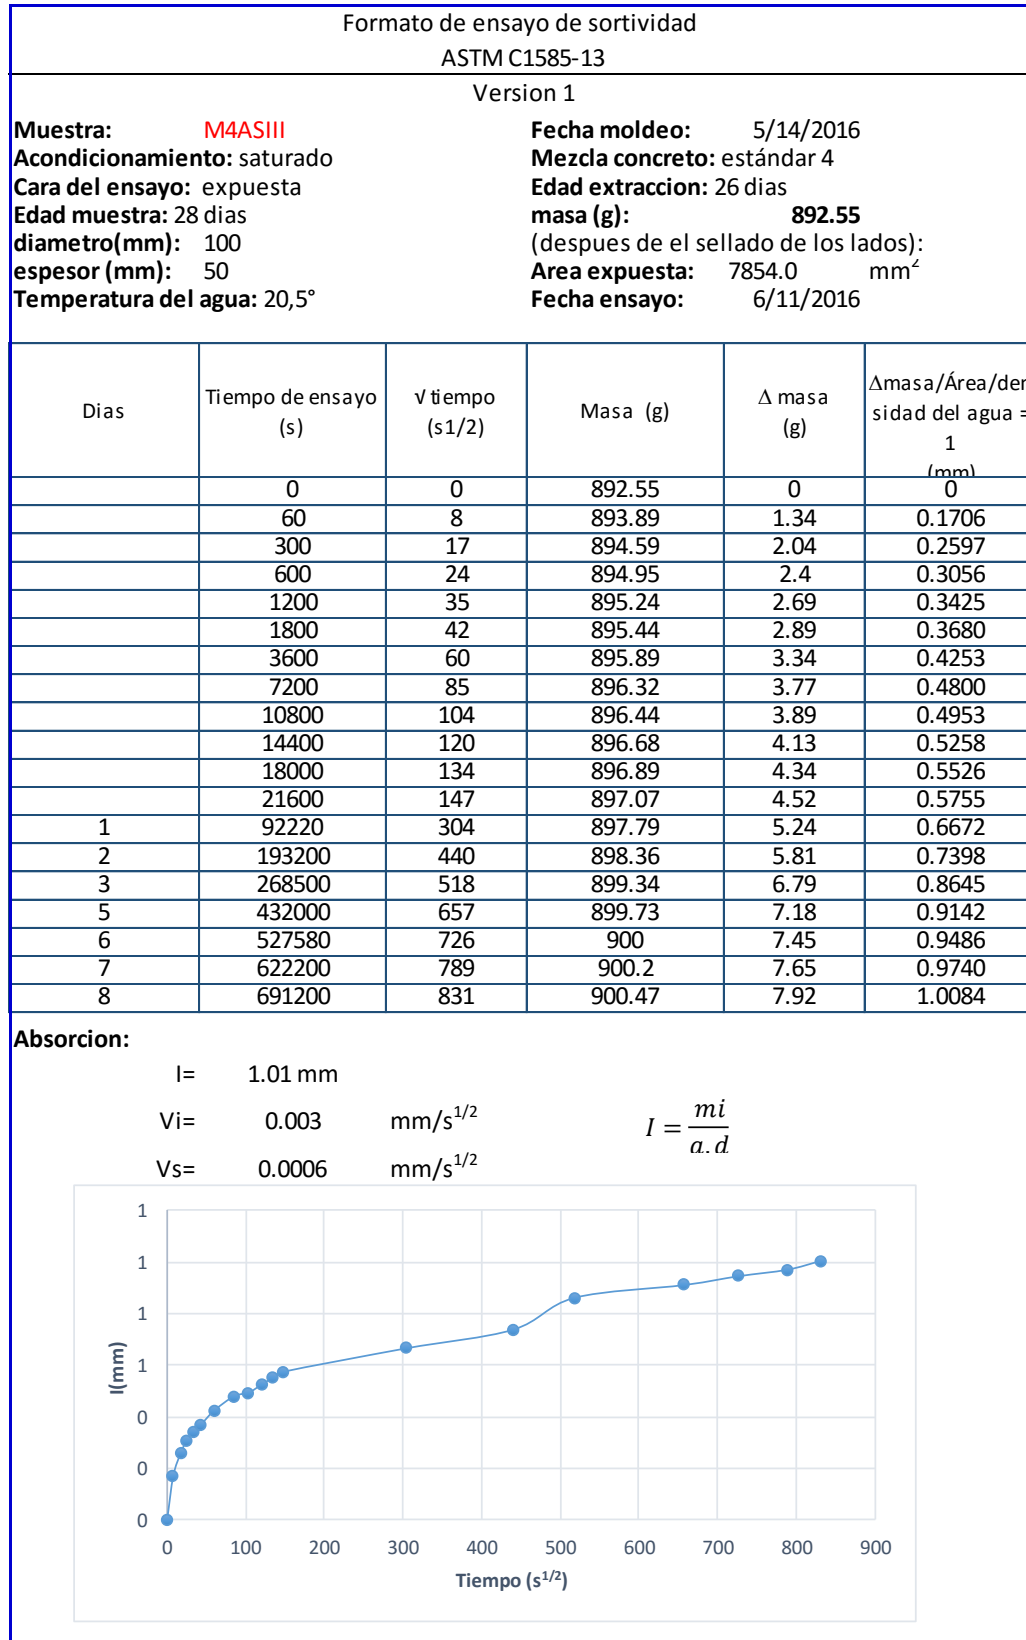 Formato de ensayo de sortividad
ASTM C1585-13
Version 1
Muestra: M4ASIII Fecha moldeo: 5/14/2016
Acondicionamiento: saturado Mezcla concreto: estándar 4
Cara del ensayo: expuesta Edad extraccion: 26 dias
Edad muestra: 28 dias masa (g): 892.55
diametro(mm): 100 (despues de el sellado de los lados):
espesor (mm): 50 Area expuesta: 7854.0 mm²
Temperatura del agua: 20,5° Fecha ensayo: 6/11/2016
Dias Tiempo de ensayo (s) √ tiempo (s1/2) Masa (g) Δ masa (g) Δmasa/Área/den sidad del agua = 1 (mm)
0 0 892.55 0 0
60 8 893.89 1.34 0.1706
300 17 894.59 2.04 0.2597
600 24 894.95 2.4 0.3056
1200 35 895.24 2.69 0.3425
1800 42 895.44 2.89 0.3680
3600 60 895.89 3.34 0.4253
7200 85 896.32 3.77 0.4800
10800 104 896.44 3.89 0.4953
14400 120 896.68 4.13 0.5258
18000 134 896.89 4.34 0.5526
21600 147 897.07 4.52 0.5755
1 92220 304 897.79 5.24 0.6672
2 193200 440 898.36 5.81 0.7398
3 268500 518 899.34 6.79 0.8645
5 432000 657 899.73 7.18 0.9142
6 527580 726 900 7.45 0.9486
7 622200 789 900.2 7.65 0.9740
8 691200 831 900.47 7.92 1.0084
Absorcion:
I= 1.01 mm
Vi= 0.003 mm/s^1/2
I = mi / a.d
Vs= 0.0006 mm/s^1/2
1
1
1
1
0
0
0
I(mm)
0 100 200 300 400 500 600 700 800 900
Tiempo (s^1/2)